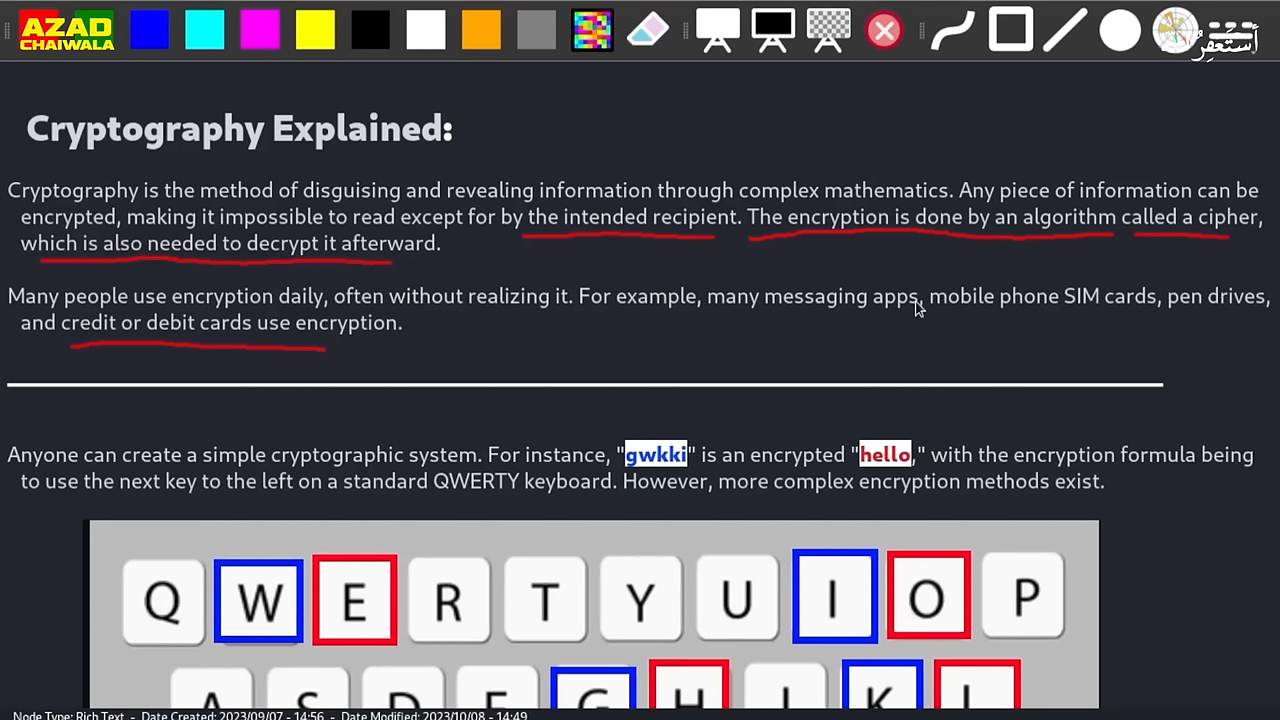 AZAD
CHAIWALA
أستغفر
Cryptography Explained:
Cryptography is the method of disguising and revealing information through complex mathematics. Any piece of information can be
encrypted, making it impossible to read except for by the intended recipient. The encryption is done by an algorithm called a cipher,
which is also needed to decrypt it afterward.
Many people use encryption daily, often without realizing it. For example, many messaging apps, mobile phone SIM cards, pen drives,
and credit or debit cards use encryption.
Anyone can create a simple cryptographic system. For instance, "gwkki" is an encrypted "hello," with the encryption formula being
to use the next key to the left on a standard QWERTY keyboard. However, more complex encryption methods exist.
Q W E R T Y U I O P
A S D F G H J K L
Node Type: Rich Text - Date Created: 2023/09/07 - 14:56 - Date Modified: 2023/10/08 - 14:49